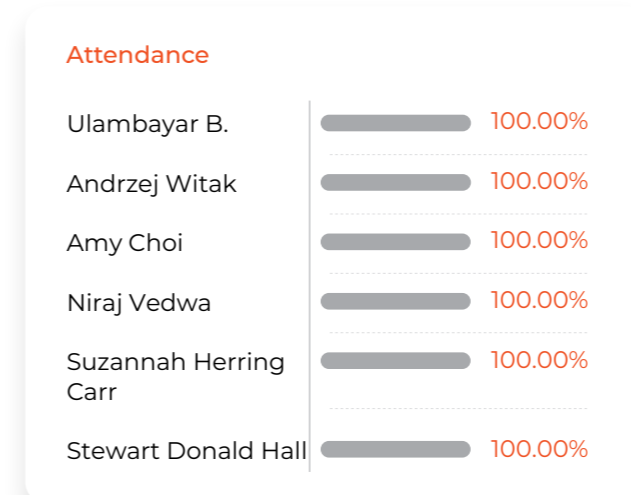 Attendance
Ulambayar B. 100.00%
Andrzej Witak 100.00%
Amy Choi 100.00%
Niraj Vedwa 100.00%
Suzannah Herring 100.00%
Carr
Stewart Donald Hall 100.00%